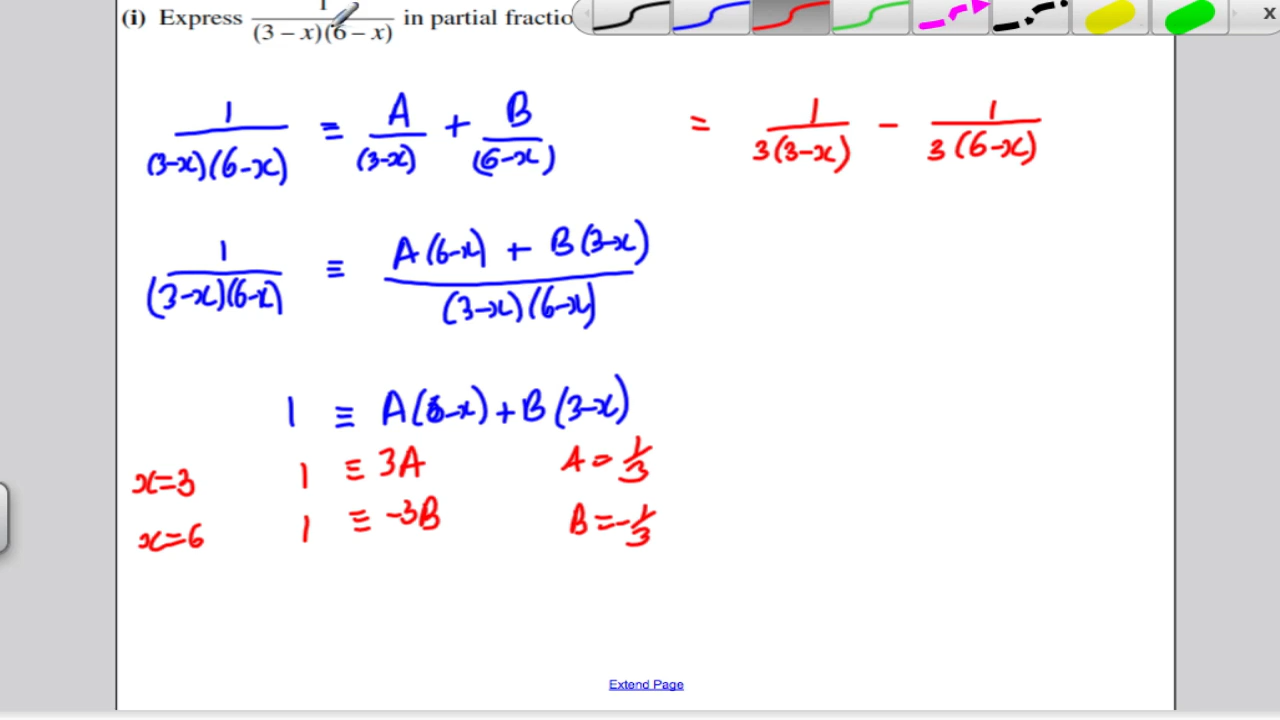 (i) Express 1/((3 – x)(6 – x)) in partial fractio
x
1/((3-x)(6-x)) ≡ A/(3-x) + B/(6-x) = 1/(3(3-x)) - 1/(3(6-x))
1/((3-x)(6-x)) ≡ (A(6-x) + B(3-x))/((3-x)(6-x))
1 ≡ A(6-x) + B(3-x)
x=3 1 ≡ 3A A = 1/3
x=6 1 ≡ -3B B = -1/3
Extend Page